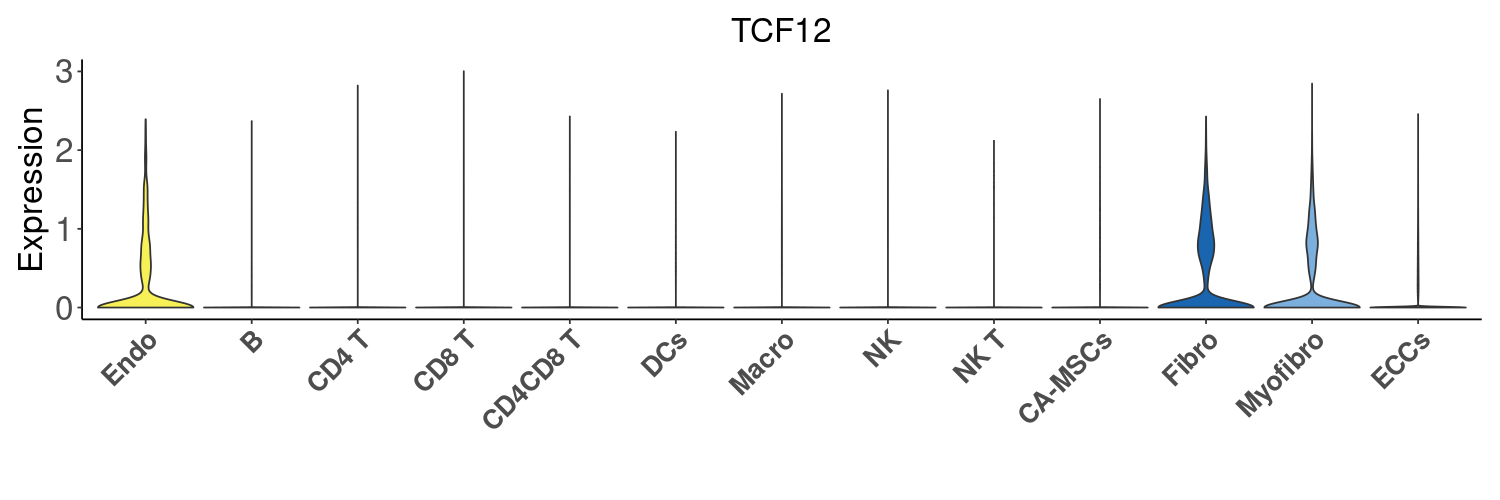 TCF12
Expression
3
2
1
0
Endo
B
CD4 T
CD8 T
CD4CD8 T
DCs
Macro
NK
NK T
CA-MSCs
Fibro
Myofibro
ECCs